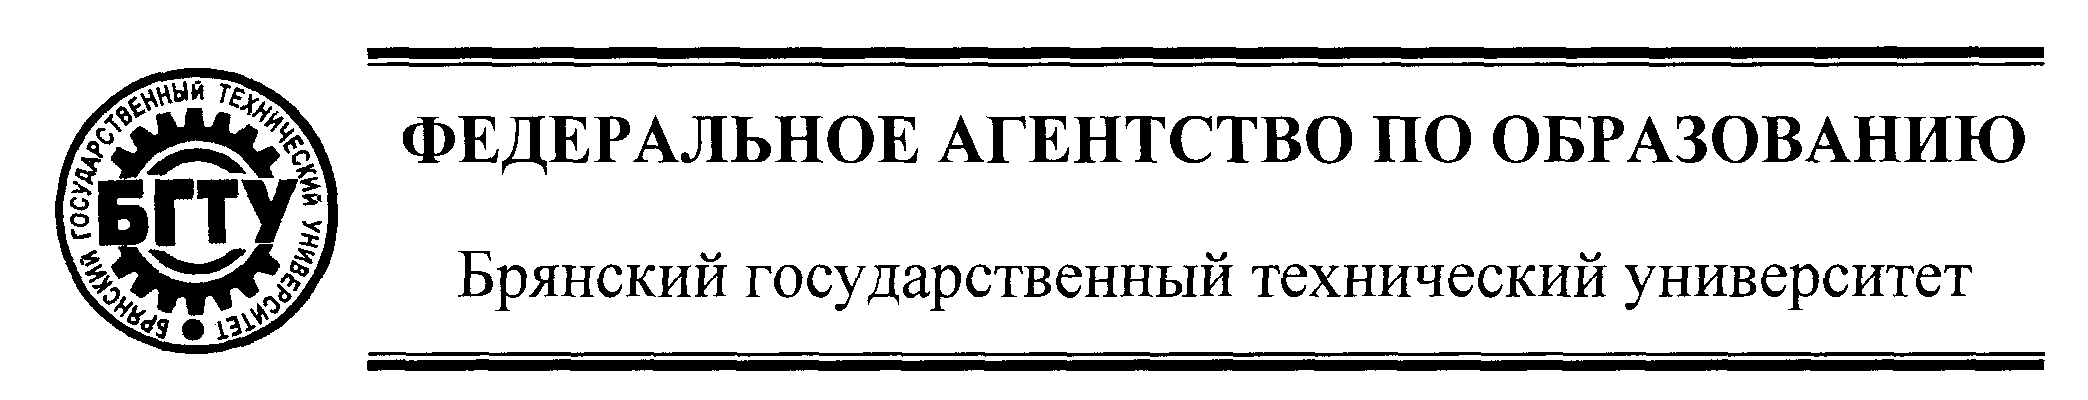 БРЯНСКИЙ ГОСУДАРСТВЕННЫЙ ТЕХНИЧЕСКИЙ УНИВЕРСИТЕТ
БГТУ
ФЕДЕРАЛЬНОЕ АГЕНТСТВО ПО ОБРАЗОВАНИЮ
Брянский государственный технический университет